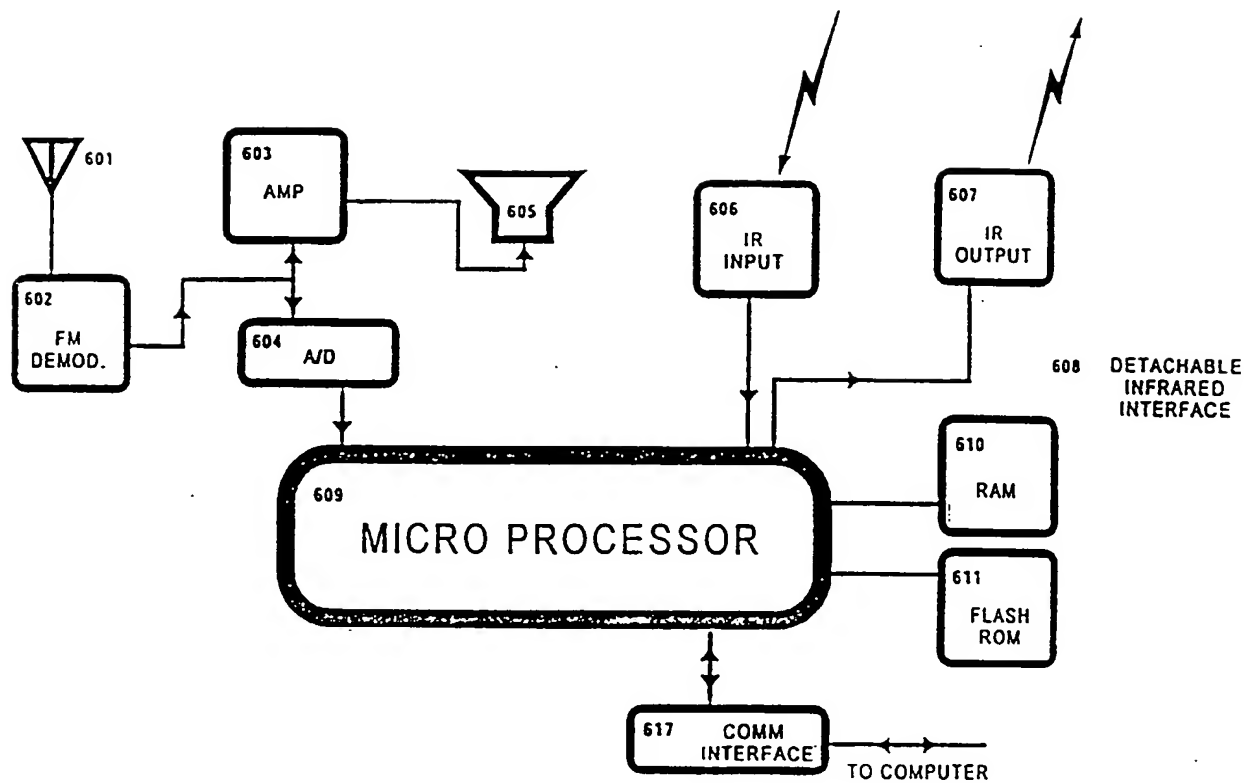 601
603
AMP
605
606
IR
INPUT
607
IR
OUTPUT
602
FM
DEMOD.
604
A/D
608 DETACHABLE
INFRARED
INTERFACE
609
MICRO PROCESSOR
610
RAM
611
FLASH
ROM
617 COMM
INTERFACE
TO COMPUTER